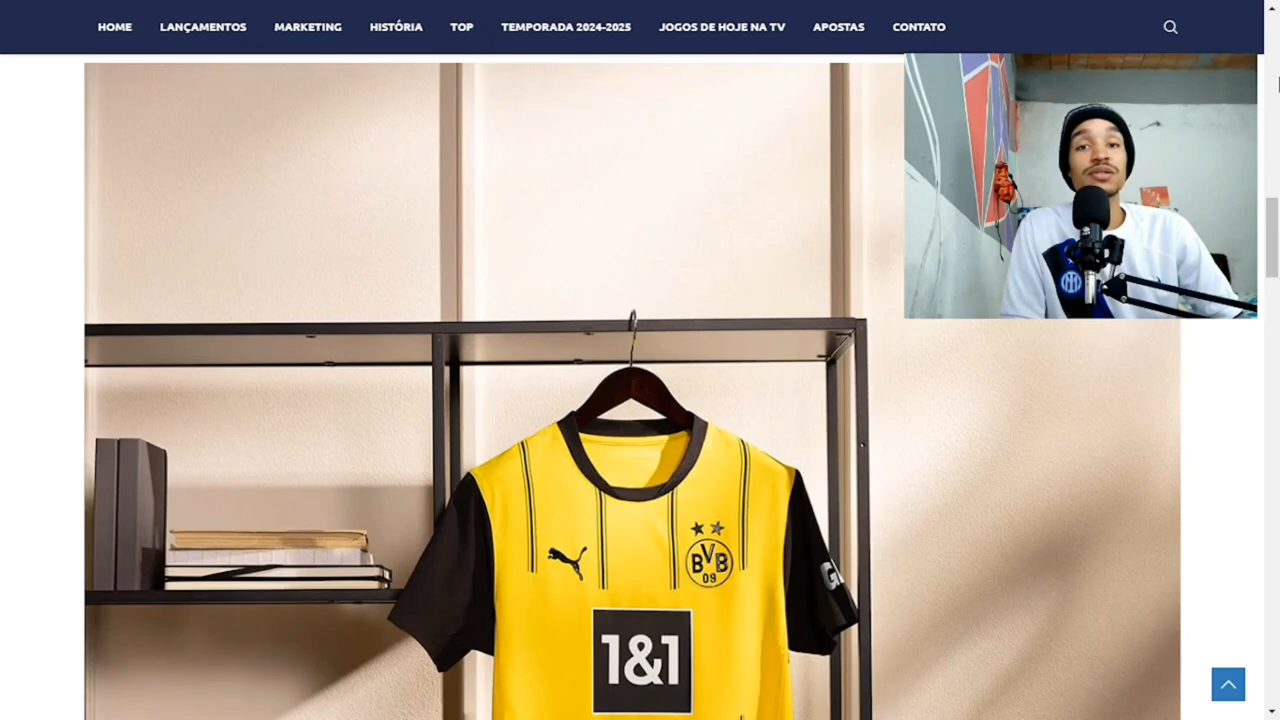 HOME LANÇAMENTOS MARKETING HISTÓRIA TOP TEMPORADA 2024-2025 JOGOS DE HOJE NA TV APOSTAS CONTATO
BVB
09
1&1